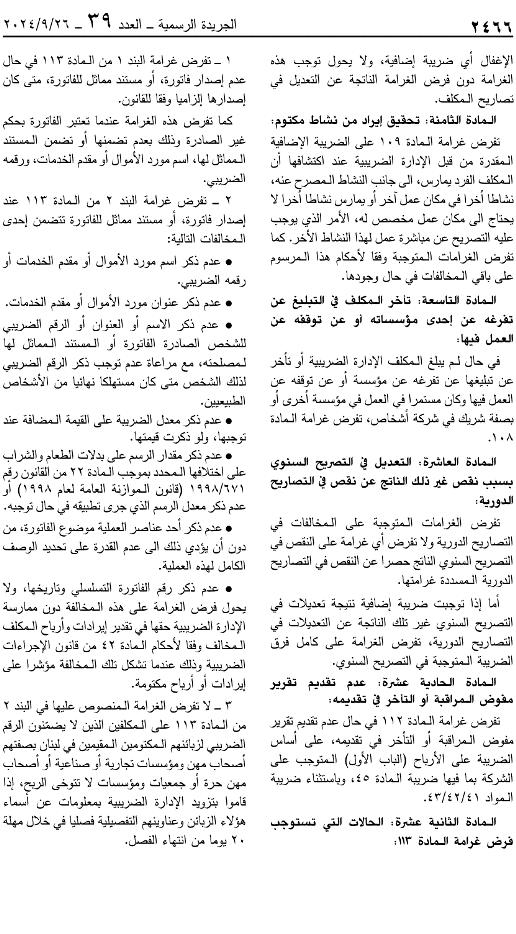 ٢٤٦٦
الجريدة الرسمية ـ العدد ٣٩ ـ ٢٠٢٤/٩/٢٦
الإغفال أي ضريبة إضافية، ولا يحول توجب هذه
الغرامة دون فرض الغرامة الناتجة عن التعديل في
تصاريح المكلف.
المادة الثامنة: تحقيق إيراد من نشاط مكتوم:
تفرض غرامة المادة ١٠٩ على الضريبة الإضافية
المقدرة من قبل الإدارة الضريبية عند اكتشافها أن
المكلف الفرد يمارس، الى جانب النشاط المصرح عنه،
نشاطا أخرا في مكان عمل آخر أو يمارس نشاطا أخرا لا
يحتاج الى مكان عمل مخصص له، الأمر الذي يوجب
عليه التصريح عن مباشرة عمل لهذا النشاط الأخر. كما
تفرض الغرامات المتوجبة وفقا لأحكام هذا المرسوم
على باقي المخالفات في حال وجودها.
المادة التاسعة: تأخر المكلف في التبليغ عن
تفرغه عن إحدى مؤسساته او عن توقفه عن
العمل فيها:
في حال لم يبلغ المكلف الإدارة الضريبية أو تأخر
عن تبليغها عن تفرغه عن مؤسسة أو عن توقفه عن
العمل فيها وكان مستمرا في العمل في مؤسسة أخرى أو
بصفة شريك في شركة أشخاص، تفرض غرامة المادة
١٠٨.
المادة العاشرة: التعديل في التصريح السنوي
بسبب نقص غير ذلك الناتج عن نقص في التصاريح
الدورية:
تفرض الغرامات المتوجبة على المخالفات في
التصاريح الدورية ولا تفرض أي غرامة على النقص في
التصريح السنوي الناتج حصرا عن النقص في التصاريح
الدورية المسددة غرامتها.
أما إذا توجبت ضريبة إضافية نتيجة تعديلات في
التصريح السنوي غير تلك الناتجة عن التعديلات في
التصاريح الدورية، تفرض الغرامة على كامل فرق
الضريبة المتوجبة في التصريح السنوي.
المادة الحادية عشرة: عدم تقديم تقرير
مفوض المراقبة أو التأخر في تقديمه:
تفرض غرامة المادة ١١٢ في حال عدم تقديم تقرير
مفوض المراقبة أو التأخر في تقديمه، على أساس
الضريبة على الأرباح (الباب الأول) المتوجب على
الشركة بما فيها ضريبة المادة ٤٥، وباستثناء ضريبة
المواد ٤٣/٤٢/٤١.
المادة الثانية عشرة: الحالات التي تستوجب
فرض غرامة المادة ١١٣:
١ ـ تفرض غرامة البند ١ من المادة ١١٣ في حال
عدم إصدار فاتورة، أو مستند مماثل للفاتورة، متى كان
إصدارها إلزاميا وفقا للقانون.
كما تفرض هذه الغرامة عندما تعتبر الفاتورة بحكم
غير الصادرة وذلك بعدم تضمنها أو تضمن المستند
المماثل لها، اسم مورد الأموال أو مقدم الخدمات، ورقمه
الضريبي.
٢ ـ تفرض غرامة البند ٢ من المادة ١١٣ عند
إصدار فاتورة، أو مستند مماثل للفاتورة تتضمن إحدى
المخالفات التالية:
● عدم ذكر اسم مورد الأموال أو مقدم الخدمات أو
رقمه الضريبي.
● عدم ذكر عنوان مورد الأموال أو مقدم الخدمات.
● عدم ذكر الاسم أو العنوان أو الرقم الضريبي
للشخص الصادرة الفاتورة أو المستند المماثل لها
لمصلحته، مع مراعاة عدم توجب ذكر الرقم الضريبي
لذلك الشخص متى كان مستهلكا نهائيا من الأشخاص
الطبيعيين.
● عدم ذكر معدل الضريبة على القيمة المضافة عند
توجبها، ولو ذكرت قيمتها.
● عدم ذكر مقدار الرسم على بدلات الطعام والشراب
على اختلافها المحدد بموجب المادة ٢٢ من القانون رقم
١٩٩٨/٦٧١ (قانون الموازنة العامة لعام ١٩٩٨) أو
عدم ذكر معدل الرسم الذي جرى تطبيقه في حال توجبه.
● عدم ذكر أحد عناصر العملية موضوع الفاتورة، من
دون أن يؤدي ذلك الى عدم القدرة على تحديد الوصف
الكامل لهذه العملية.
● عدم ذكر رقم الفاتورة التسلسلي وتاريخها، ولا
يحول فرض الغرامة على هذه المخالفة دون ممارسة
الإدارة الضريبية حقها في تقدير إيرادات وأرباح المكلف
المخالف وفقا لأحكام المادة ٤٢ من قانون الإجراءات
الضريبية وذلك عندما تشكل تلك المخالفة مؤشرا على
إيرادات أو أرباح مكتومة.
٣ ـ لا تفرض الغرامة المنصوص عليها في البند ٢
من المادة ١١٣ على المكلفين الذين لا يضمنون الرقم
الضريبي لزبائنهم المكتومين المقيمين في لبنان بصفتهم
أصحاب مهن ومؤسسات تجارية أو صناعية أو أصحاب
مهن حرة أو جمعيات ومؤسسات لا تتوخى الربح، إذا
قاموا بتزويد الإدارة الضريبية بمعلومات عن أسماء
هؤلاء الزبائن وعناوينهم التفصيلية فصليا في خلال مهلة
٢٠ يوما من انتهاء الفصل.